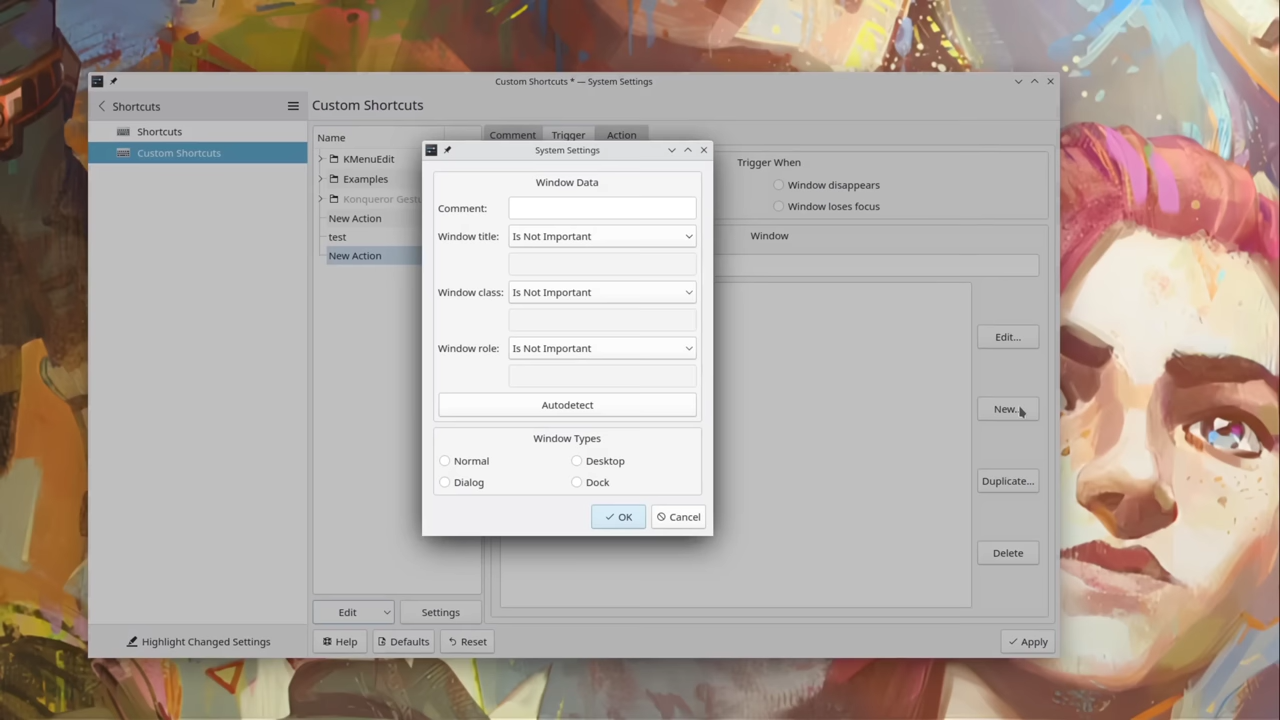 Custom Shortcuts * — System Settings
Shortcuts
Custom Shortcuts
Shortcuts
Custom Shortcuts
Highlight Changed Settings
Name
KMenuEdit
Examples
Konqueror Gestu
New Action
test
New Action
Edit
Settings
Comment
Trigger
Action
Trigger When
Window disappears
Window loses focus
Window
Edit...
New...
Duplicate...
Delete
System Settings
Window Data
Comment:
Window title: Is Not Important
Window class: Is Not Important
Window role: Is Not Important
Autodetect
Window Types
Normal
Desktop
Dialog
Dock
OK
Cancel
Help
Defaults
Reset
Apply